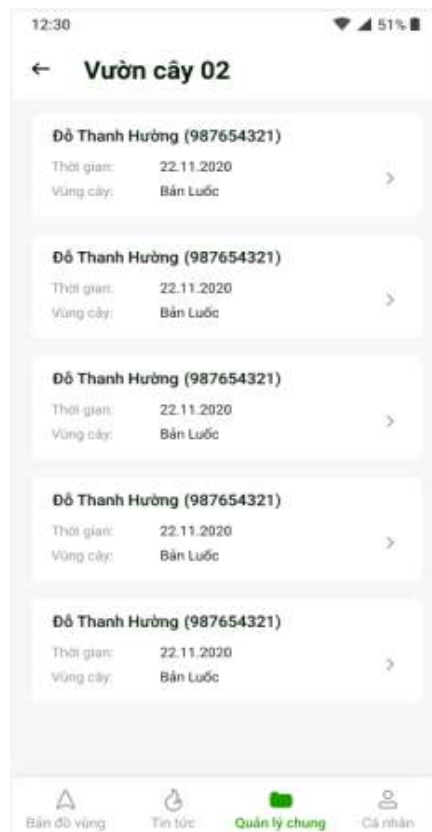 12:30
51%
Vườn cây 02
Đỗ Thanh Hường (987654321)
Thời gian: 22.11.2020
Vùng cây: Bản Luốc
Đỗ Thanh Hường (987654321)
Thời gian: 22.11.2020
Vùng cây: Bản Luốc
Đỗ Thanh Hường (987654321)
Thời gian: 22.11.2020
Vùng cây: Bản Luốc
Đỗ Thanh Hường (987654321)
Thời gian: 22.11.2020
Vùng cây: Bản Luốc
Đỗ Thanh Hường (987654321)
Thời gian: 22.11.2020
Vùng cây: Bản Luốc
Bản đồ vùng Tin tức Quản lý chung Cá nhân